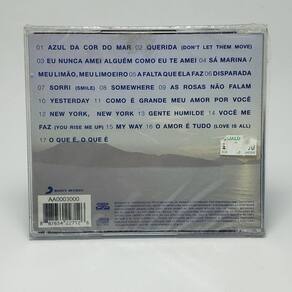 01 AZUL DA COR DO MAR 02 QUERIDA (DON'T LET THEM MOVE)
03 EU NUNCA AMEI ALGUÉM COMO EU TE AMEI 04 SÁ MARINA /
MEU LIMÃO, MEU LIMOEIRO 05 A FALTA QUE ELA FAZ 06 DISPARADA
07 SORRI (SMILE) 08 SOMEWHERE 09 AS ROSAS NÃO FALAM
10 YESTERDAY 11 COMO É GRANDE MEU AMOR POR VOCÊ
12 NEW YORK, NEW YORK 13 GENTE HUMILDE 14 VOCÊ ME
FAZ (YOU RISE ME UP) 15 MY WAY 16 O AMOR É TUDO (LOVE IS ALL)
17 O QUE É, O QUE É
SONY MUSIC
AA0003000